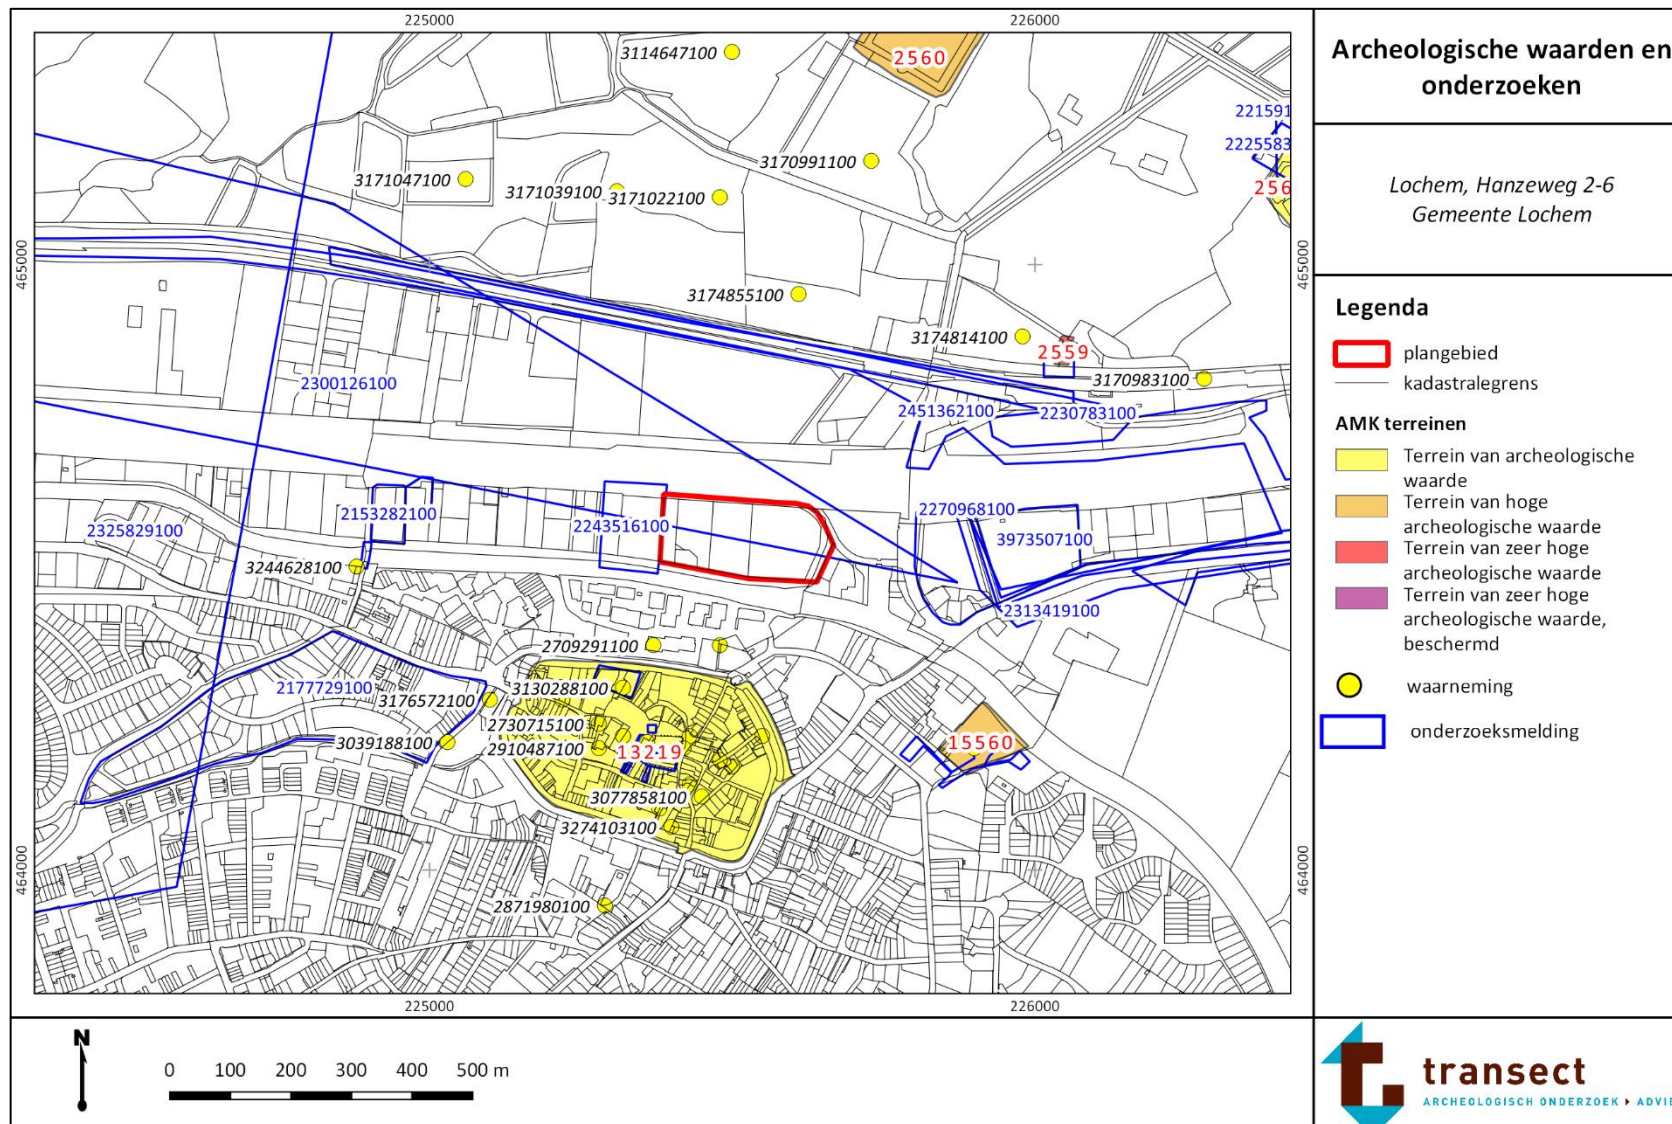 225000
226000
3114647100
2560
221591
2225583
256
3170991100
3171047100
3171039100
3171022100
465000
465000
3174855100
3174814100
2559
3170983100
2300126100
2451362100
2230783100
2153282100
2243516100
2270968100
2325829100
3973507100
3244628100
2313419100
2709291100
2177729100
3130288100
3176572100
2730715100
3039188100
2910487100
13219
15560
3077858100
3274103100
464000
464000
2871980100
225000
226000
N
0 100 200 300 400 500 m
Archeologische waarden en
onderzoeken
Lochem, Hanzeweg 2-6
Gemeente Lochem
Legenda
plangebied
kadastralegrens
AMK terreinen
Terrein van archeologische
waarde
Terrein van hoge
archeologische waarde
Terrein van zeer hoge
archeologische waarde
Terrein van zeer hoge
archeologische waarde,
beschermd
waarneming
onderzoeksmelding
transect
ARCHEOLOGISCH ONDERZOEK ▸ ADVIE